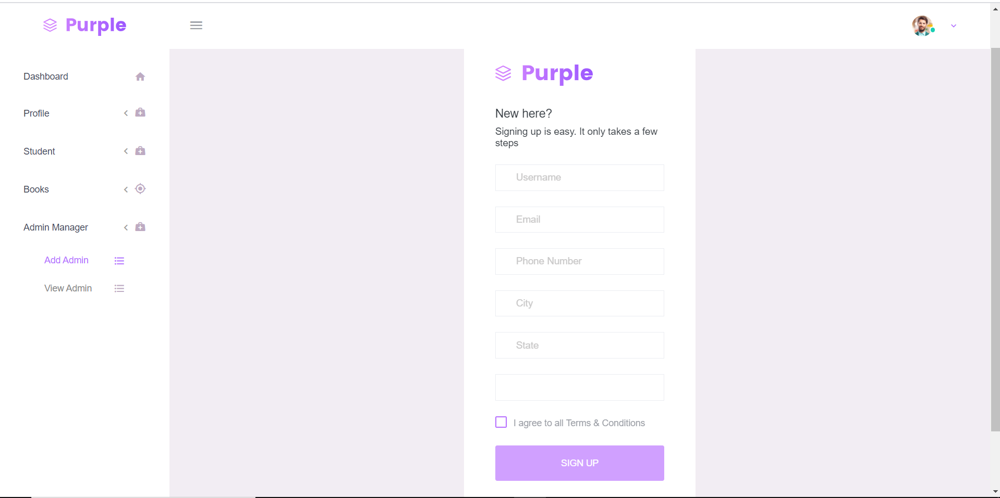 Purple
Dashboard
Profile
Student
Books
Admin Manager
Add Admin
View Admin
Purple
New here?
Signing up is easy. It only takes a few
steps
Username
Email
Phone Number
City
State
I agree to all Terms & Conditions
SIGN UP